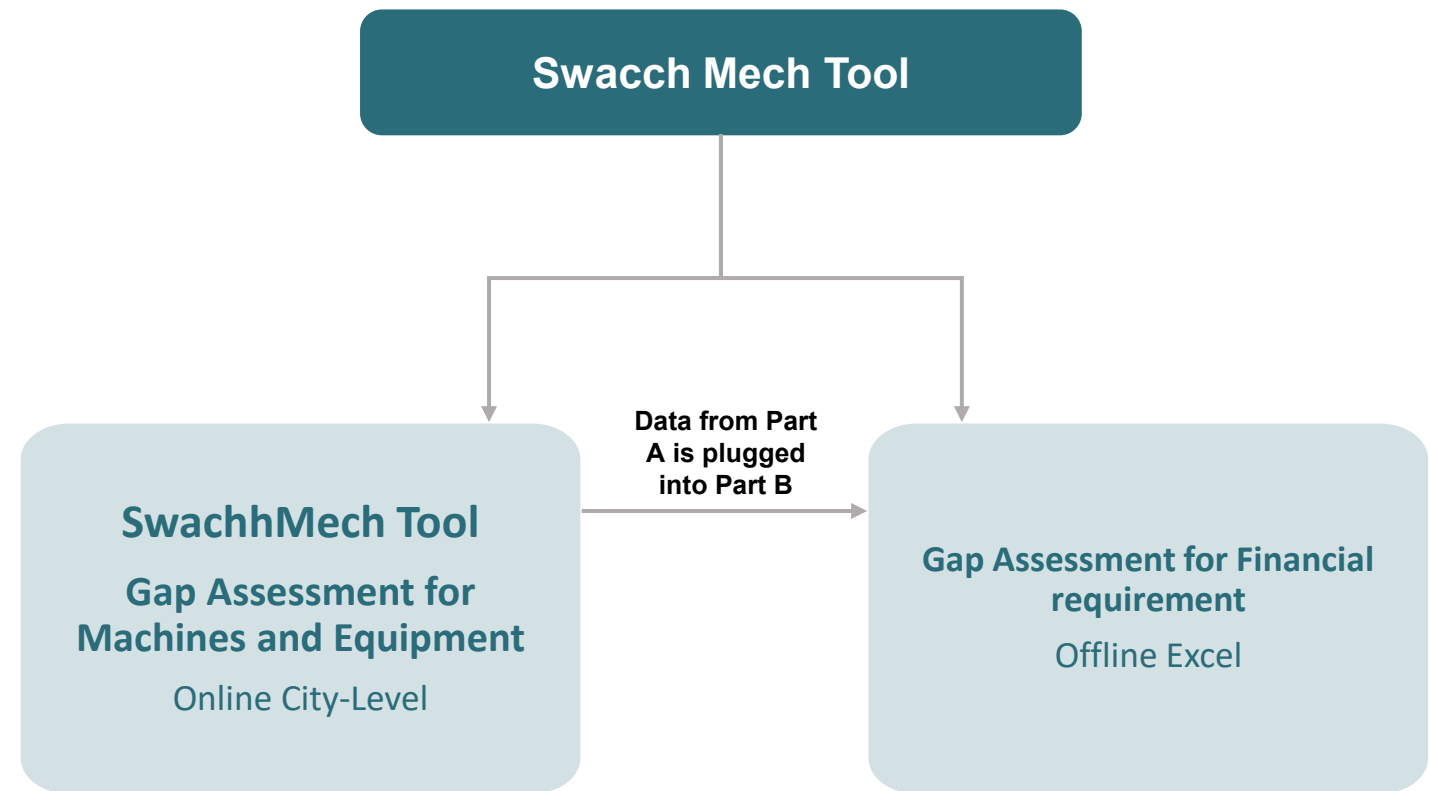 Swacch Mech Tool
Data from Part
A is plugged
into Part B
SwachhMech Tool
Gap Assessment for
Machines and Equipment
Online City-Level
Gap Assessment for Financial
requirement
Offline Excel